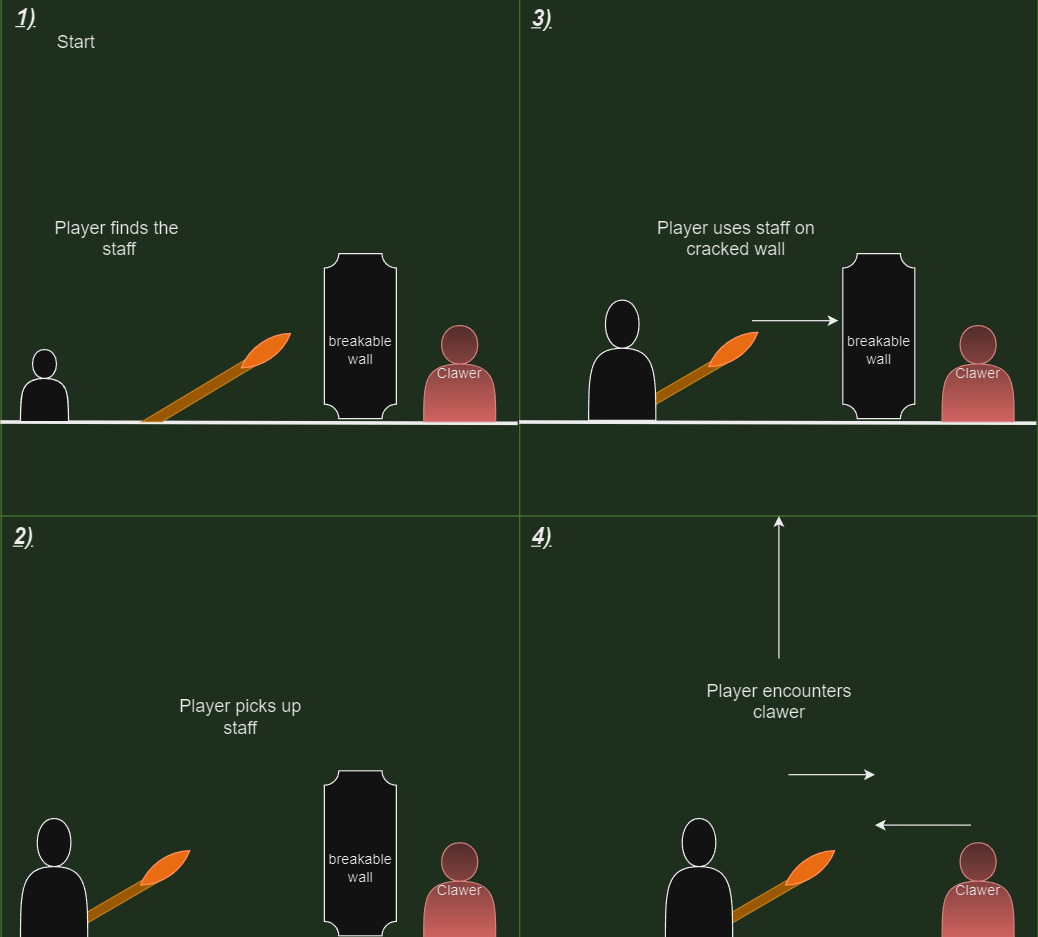 1)
Start
Player finds the
staff
breakable
wall
Clawer
2)
Player picks up
staff
breakable
wall
Clawer
3)
Player uses staff on
cracked wall
breakable
wall
Clawer
4)
Player encounters
clawer
Clawer